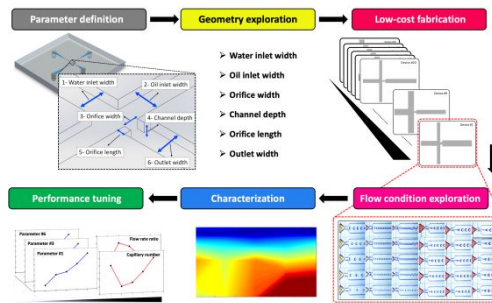 Parameter definition
Geometry exploration
Low-cost fabrication
1- Water inlet width
2- Oil inlet width
3- Orifice width
4- Channel depth
5- Orifice length
6- Outlet width
➢ Water inlet width
➢ Oil inlet width
➢ Orifice width
➢ Channel depth
➢ Orifice length
➢ Outlet width
Performance tuning
Characterization
Flow condition exploration
Parameter #6
Parameter #5
Parameter #1
Flow rate ratio
Capillary number